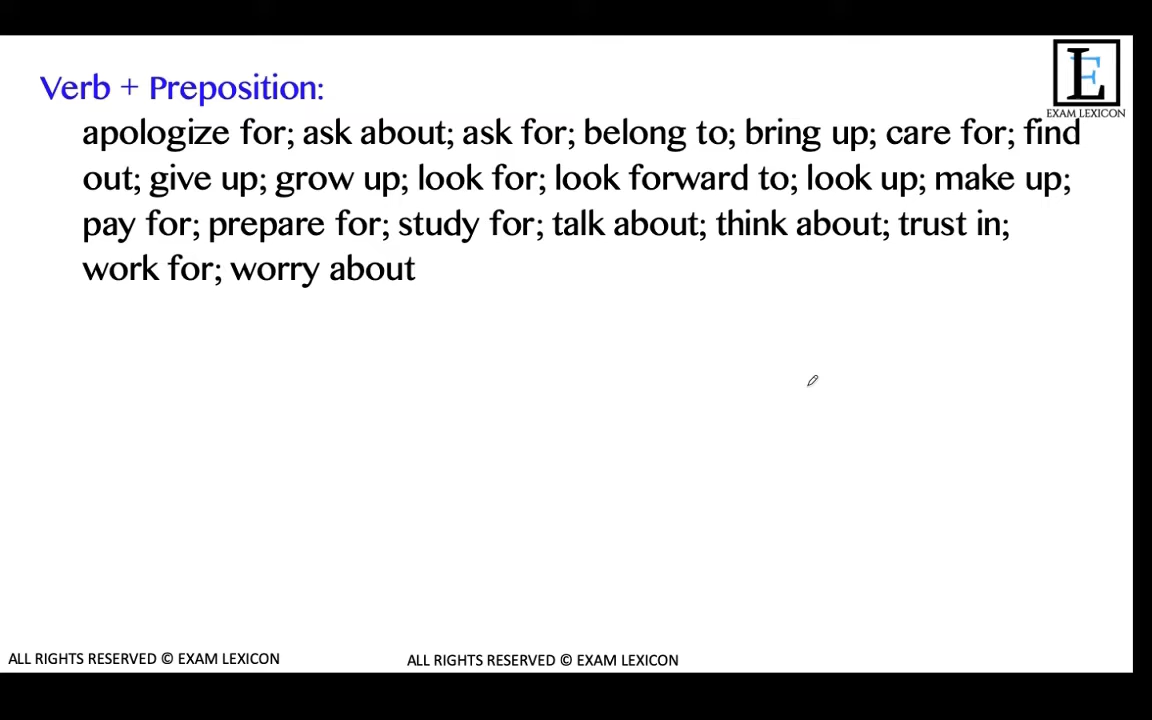 Verb + Preposition:
apologize for; ask about; ask for; belong to; bring up; care for; find
out; give up; grow up; look for; look forward to; look up; make up;
pay for; prepare for; study for; talk about; think about; trust in;
work for; worry about
LE
EXAM LEXICON
ALL RIGHTS RESERVED © EXAM LEXICON
ALL RIGHTS RESERVED © EXAM LEXICON